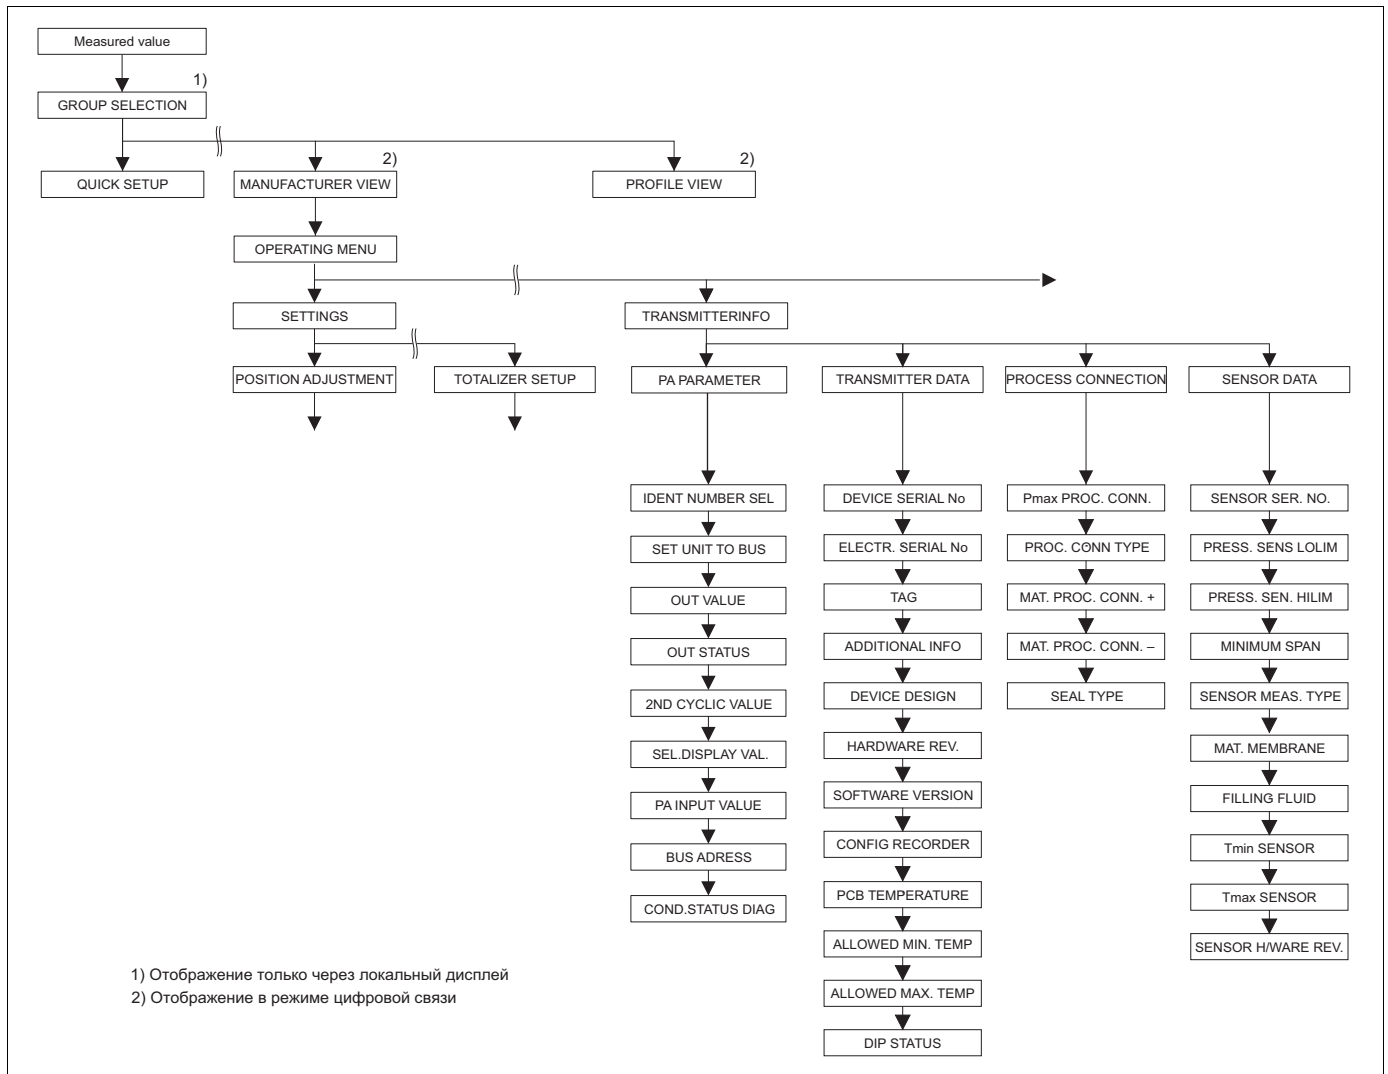 Measured value
1)
GROUP SELECTION
2)
2)
QUICK SETUP
MANUFACTURER VIEW
PROFILE VIEW
OPERATING MENU
SETTINGS
TRANSMITTERINFO
POSITION ADJUSTMENT
TOTALIZER SETUP
PA PARAMETER
TRANSMITTER DATA
PROCESS CONNECTION
SENSOR DATA
IDENT NUMBER SEL
SET UNIT TO BUS
OUT VALUE
OUT STATUS
2ND CYCLIC VALUE
SEL.DISPLAY VAL.
PA INPUT VALUE
BUS ADRESS
COND.STATUS DIAG
DEVICE SERIAL No
ELECTR. SERIAL No
TAG
ADDITIONAL INFO
DEVICE DESIGN
HARDWARE REV.
SOFTWARE VERSION
CONFIG RECORDER
PCB TEMPERATURE
ALLOWED MIN. TEMP
ALLOWED MAX. TEMP
DIP STATUS
Pmax PROC. CONN.
PROC. CONN TYPE
MAT. PROC. CONN. +
MAT. PROC. CONN. –
SEAL TYPE
SENSOR SER. NO.
PRESS. SENS LOLIM
PRESS. SEN. HILIM
MINIMUM SPAN
SENSOR MEAS. TYPE
MAT. MEMBRANE
FILLING FLUID
Tmin SENSOR
Tmax SENSOR
SENSOR H/WARE REV.
1) Отображение только через локальный дисплей
2) Отображение в режиме цифровой связи